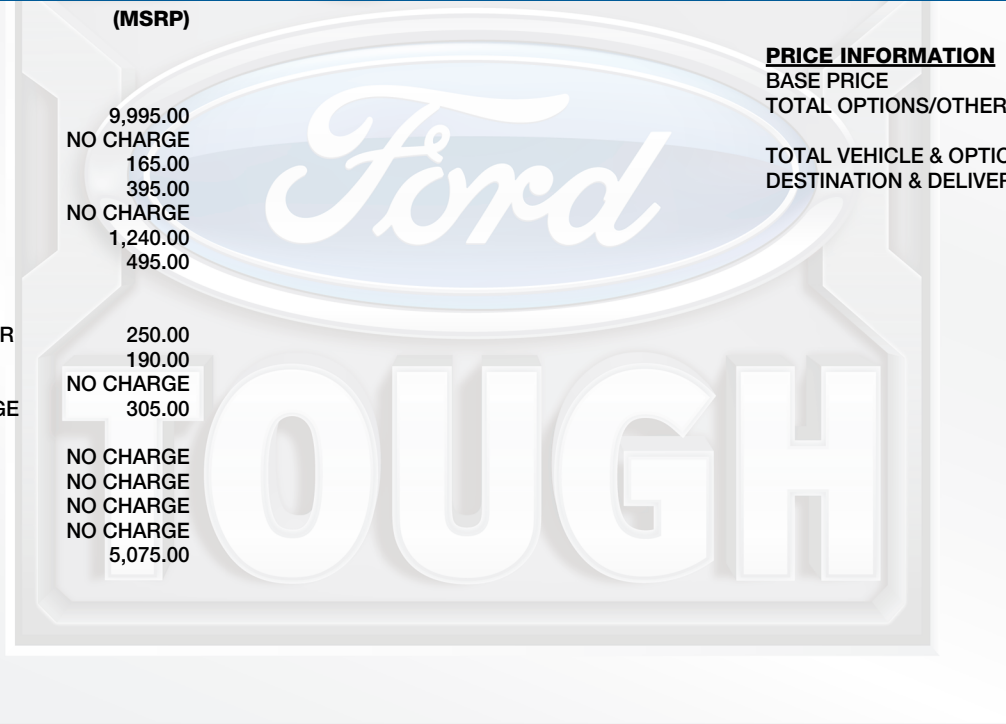 (MSRP)
9,995.00
NO CHARGE
165.00
395.00
NO CHARGE
1,240.00
495.00
R 250.00
190.00
NO CHARGE
GE 305.00
NO CHARGE
NO CHARGE
NO CHARGE
NO CHARGE
5,075.00
PRICE INFORMATION
BASE PRICE
TOTAL OPTIONS/OTHER
TOTAL VEHICLE & OPTIO
DESTINATION & DELIVER
Ford
TOUGH